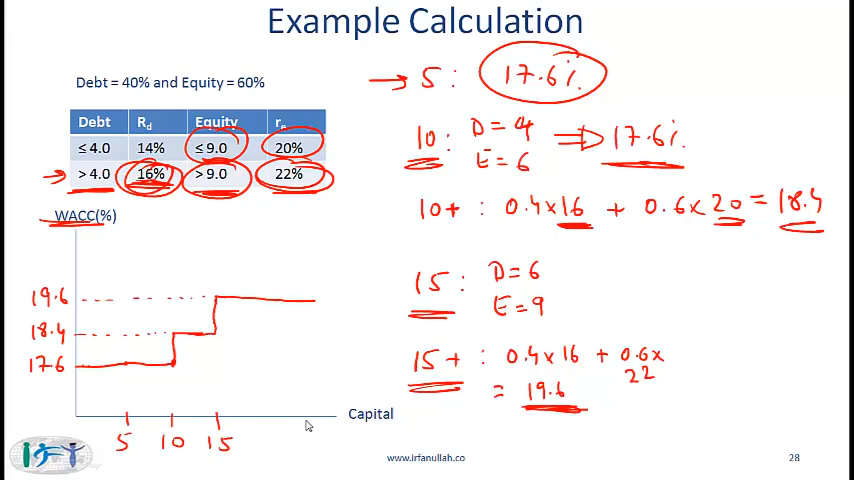 Example Calculation
Debt = 40% and Equity = 60%
Debt Rd Equity re
≤ 4.0 14% ≤ 9.0 20%
> 4.0 16% > 9.0 22%
WACC(%)
19.6
18.4
17.6
5 10 15
Capital
5 : 17.6%
10 : D = 4
E = 6
⇒ 17.6%
10+ : 0.4 x 16 + 0.6 x 20 = 18.4
15 : D = 6
E = 9
15+ : 0.4 x 16 + 0.6 x
22
= 19.6
www.irfanullah.co
28